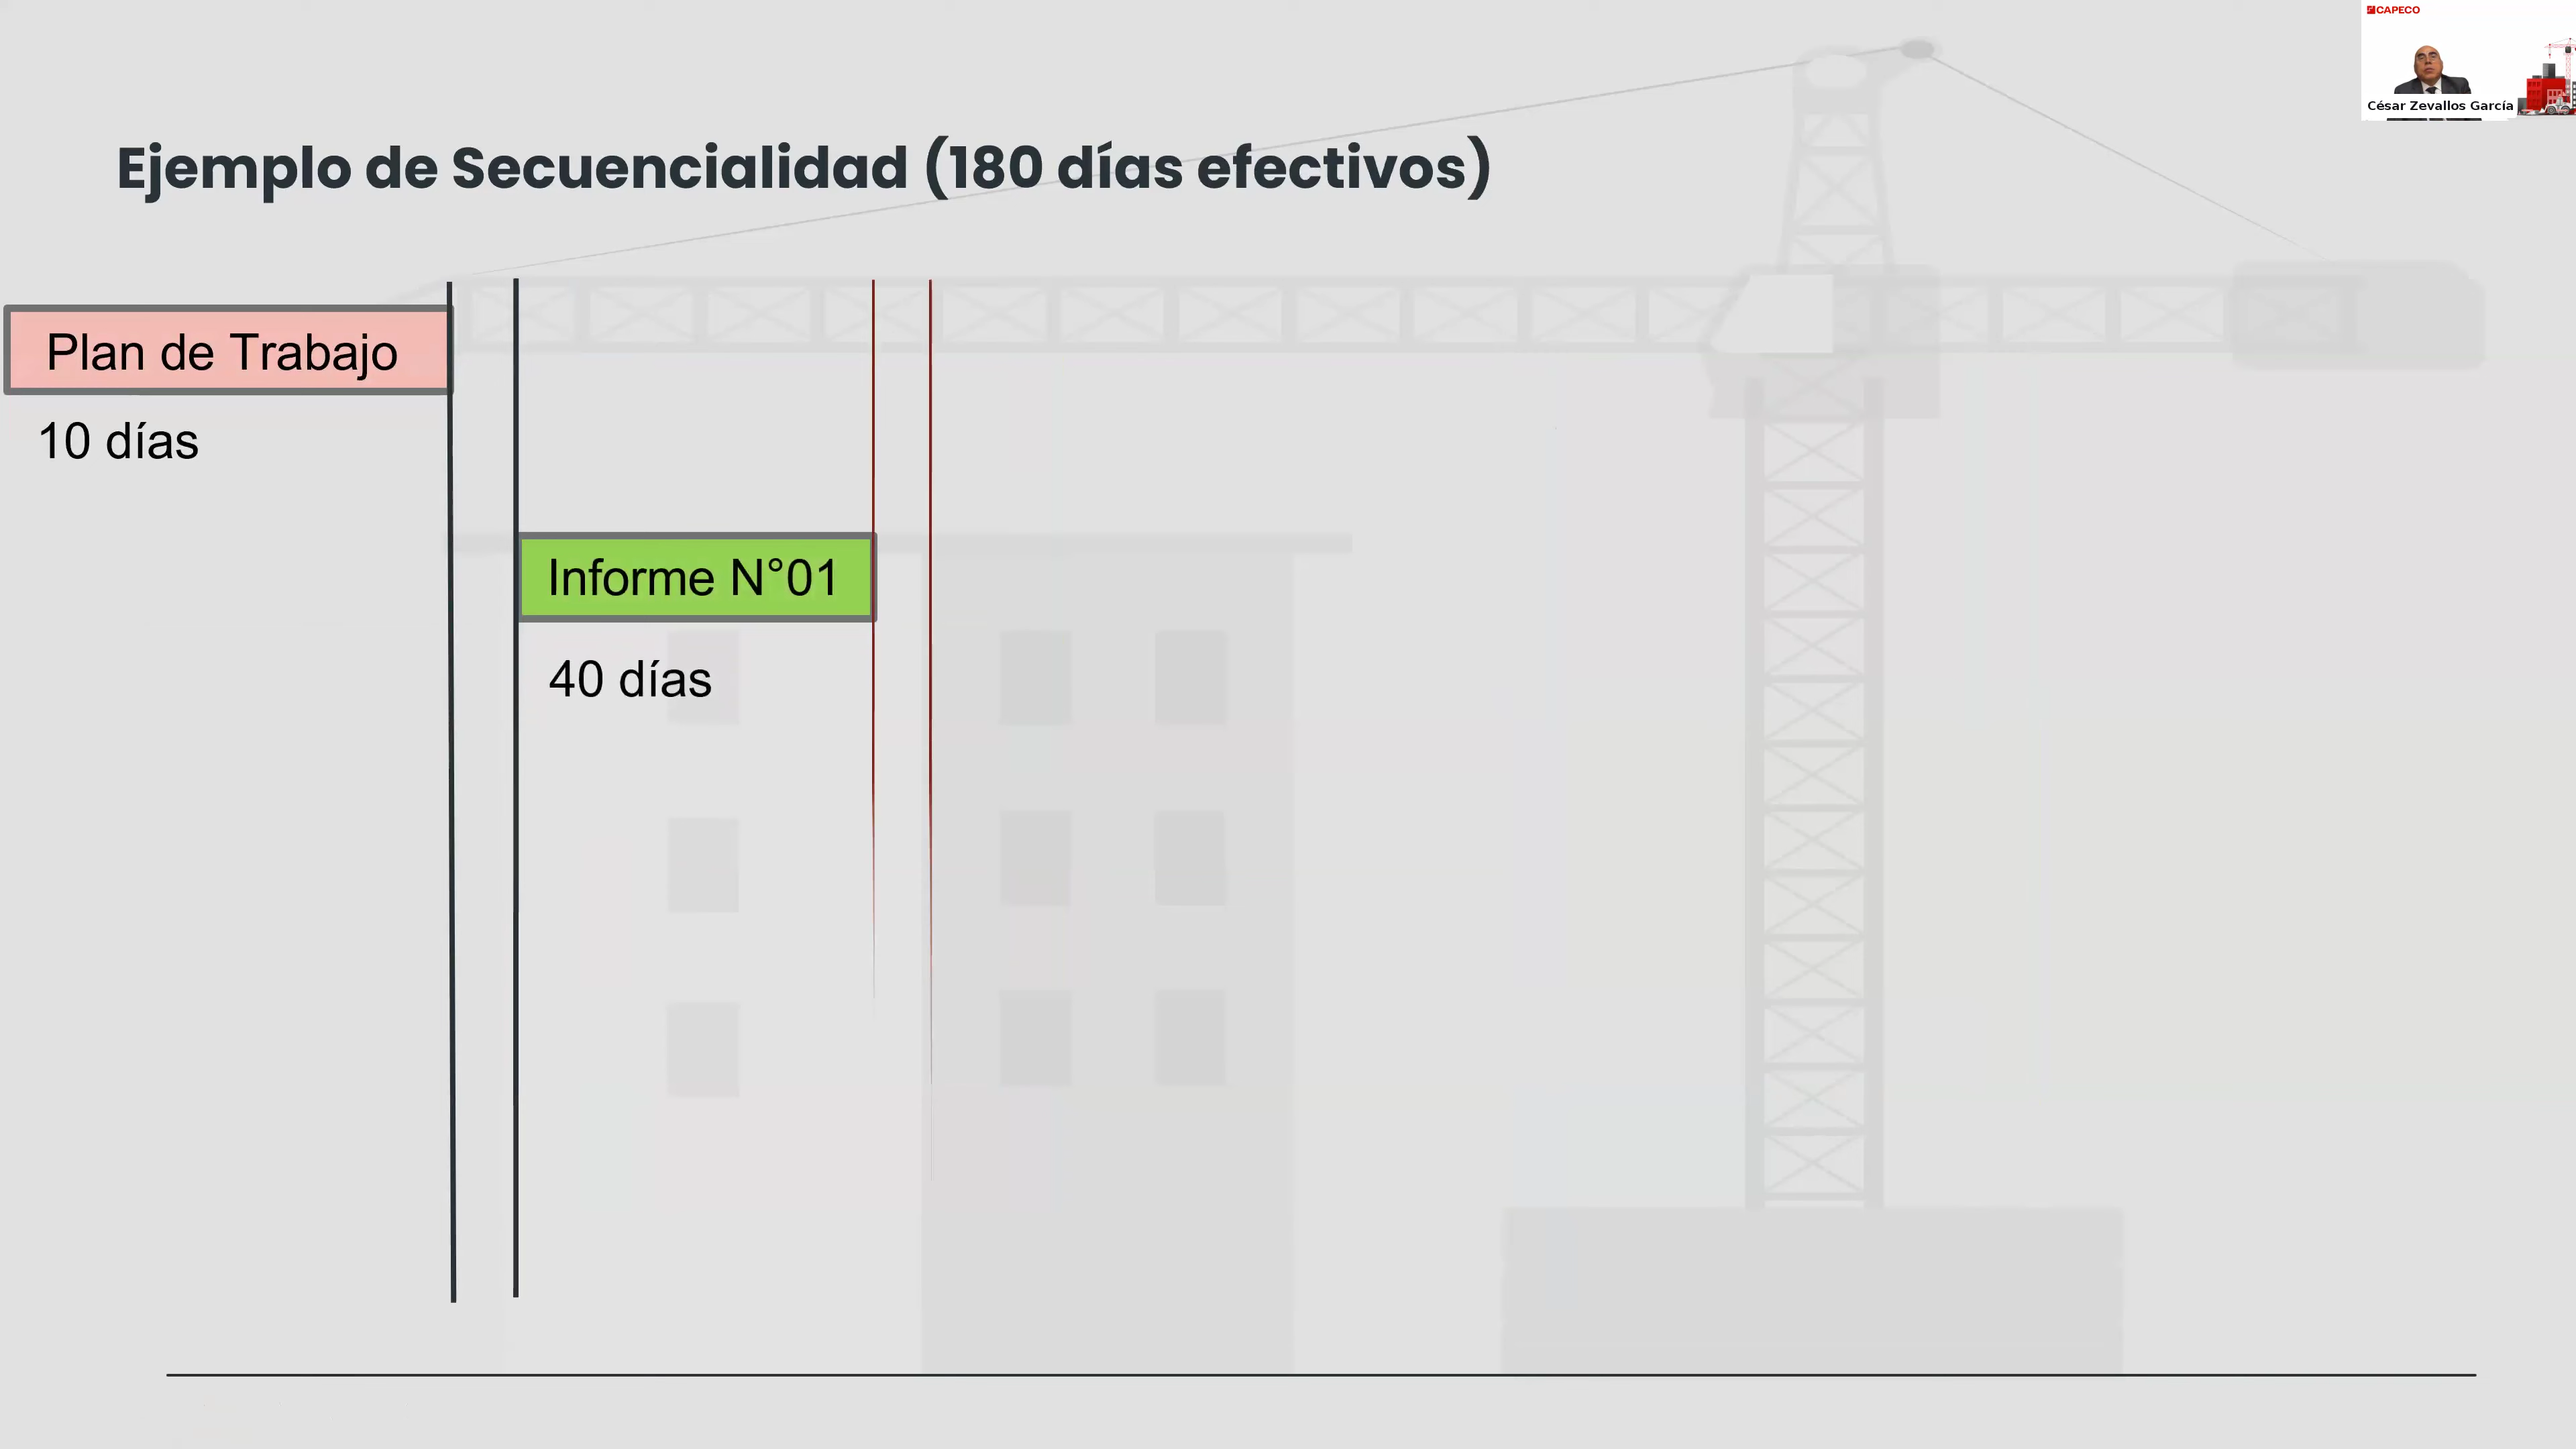 CAPECO
César Zevallos García
Ejemplo de Secuencialidad (180 días efectivos)
Plan de Trabajo
10 días
Informe N°01
40 días